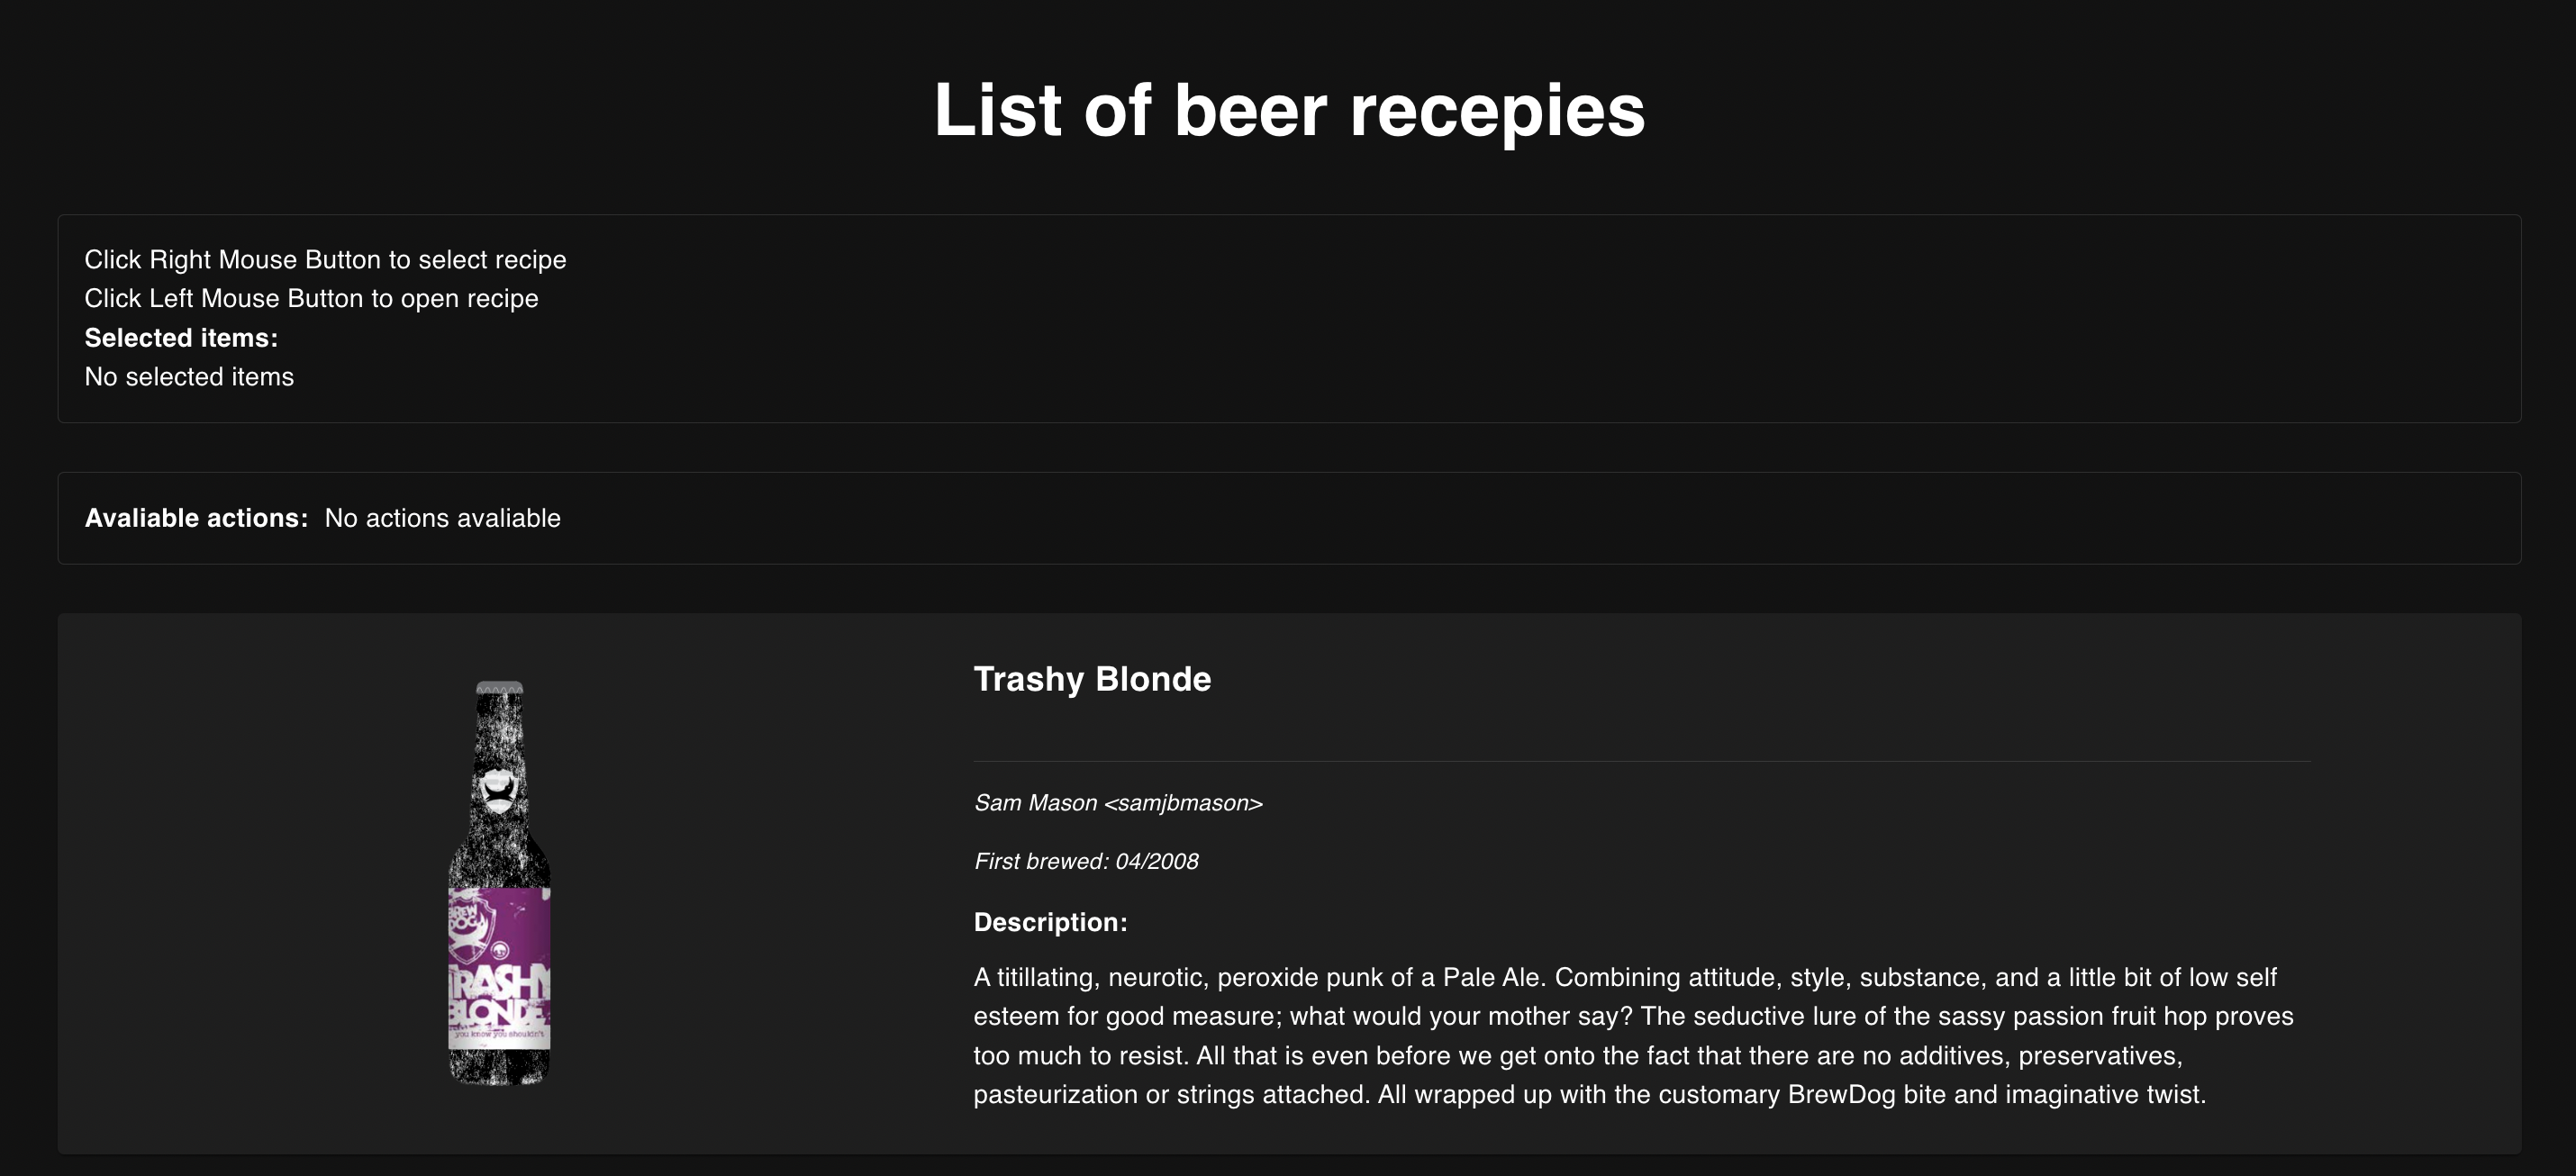 List of beer recepies
Click Right Mouse Button to select recipe
Click Left Mouse Button to open recipe
Selected items:
No selected items
Avaliable actions: No actions avaliable
Trashy Blonde
Sam Mason <samjbmason>
First brewed: 04/2008
Description:
A titillating, neurotic, peroxide punk of a Pale Ale. Combining attitude, style, substance, and a little bit of low self
esteem for good measure; what would your mother say? The seductive lure of the sassy passion fruit hop proves
too much to resist. All that is even before we get onto the fact that there are no additives, preservatives,
pasteurization or strings attached. All wrapped up with the customary BrewDog bite and imaginative twist.
BREW
DOG
TRASHY
BLONDE
you know you shouldn't